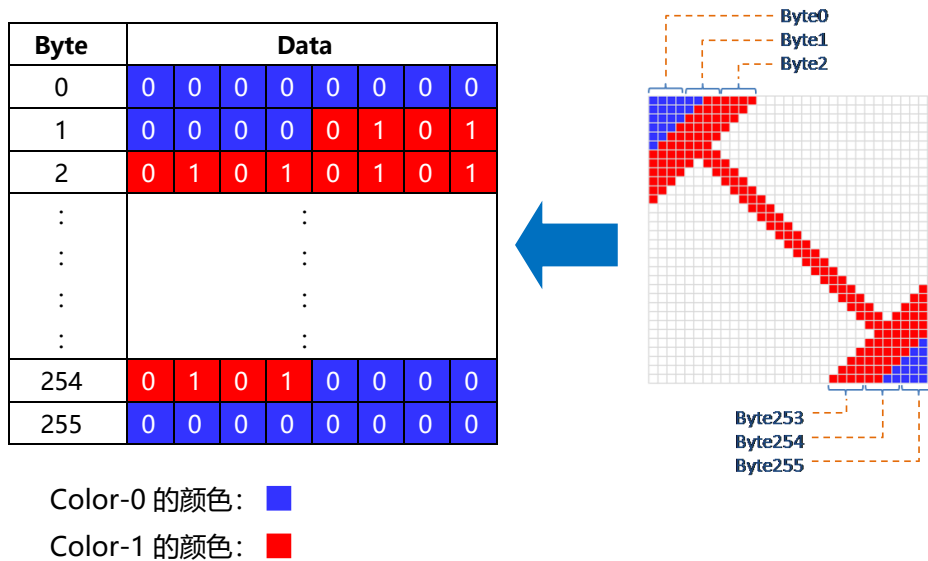 Byte Data
0 0 0 0 0 0 0 0 0
1 0 0 0 0 0 1 0 1
2 0 1 0 1 0 1 0 1
: :
: :
: :
: :
254 0 1 0 1 0 0 0 0
255 0 0 0 0 0 0 0 0
Color-0 的颜色：
Color-1 的颜色：
Byte0
Byte1
Byte2
Byte253
Byte254
Byte255